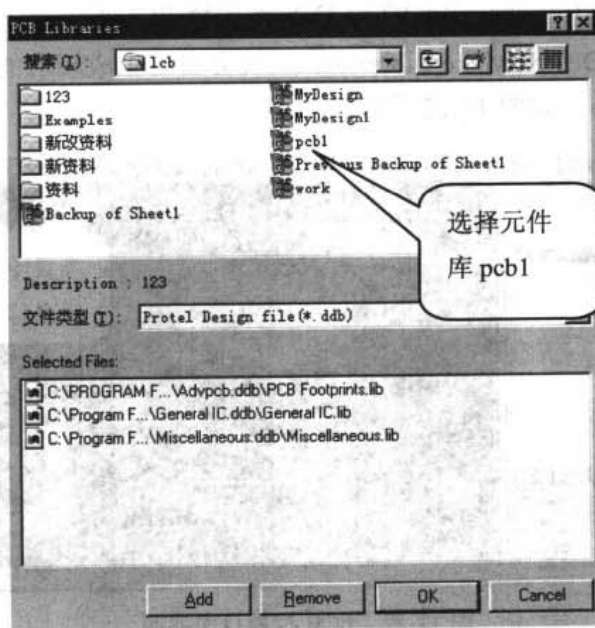 PCB Libraries
搜索(I): lcb
123
Examples
新改资料
新资料
资料
Backup of Sheet1
MyDesign
MyDesign1
pcb1
Previous Backup of Sheet1
work
选择元件
库 pcb1
Description : 123
文件类型(T): Protel Design file(*.ddb)
Selected Files:
C:\PROGRAM F...\Advpcb.ddb\PCB Footprints.lib
C:\Program F...\General IC.ddb\General IC.lib
C:\Program F...\Miscellaneous.ddb\Miscellaneous.lib
Add Remove OK Cancel